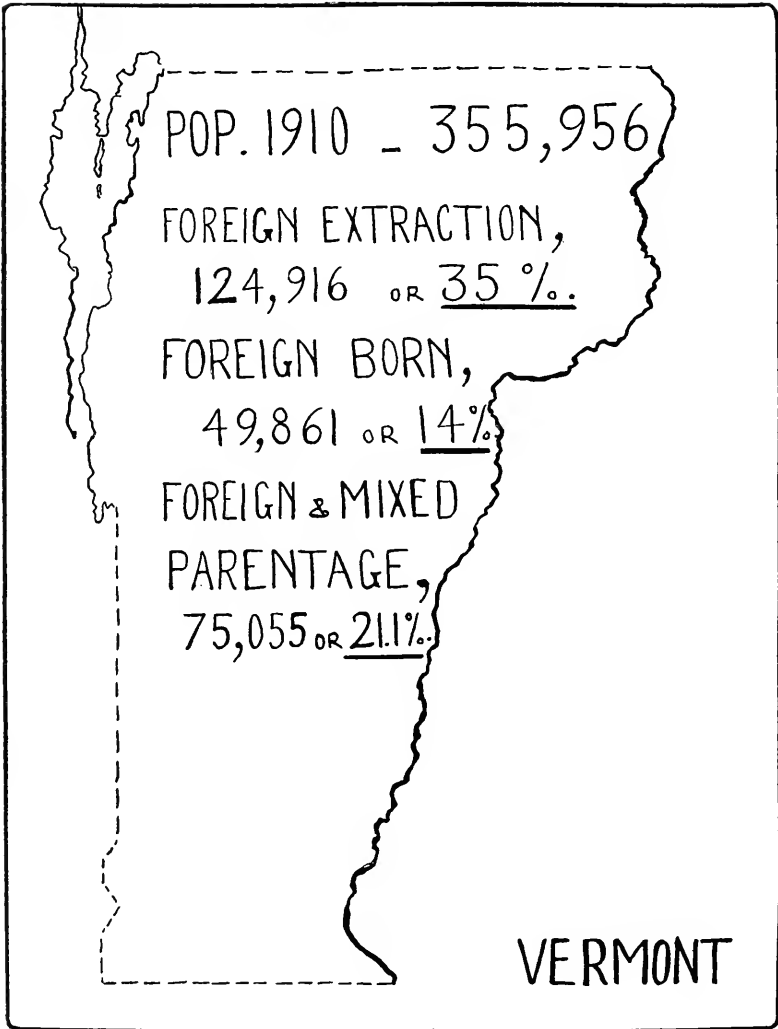 POP. 1910 - 355,956
FOREIGN EXTRACTION,
124,916 OR 35%.
FOREIGN BORN,
49,861 OR 14%.
FOREIGN & MIXED
PARENTAGE,
75,055 OR 21.1%.
VERMONT